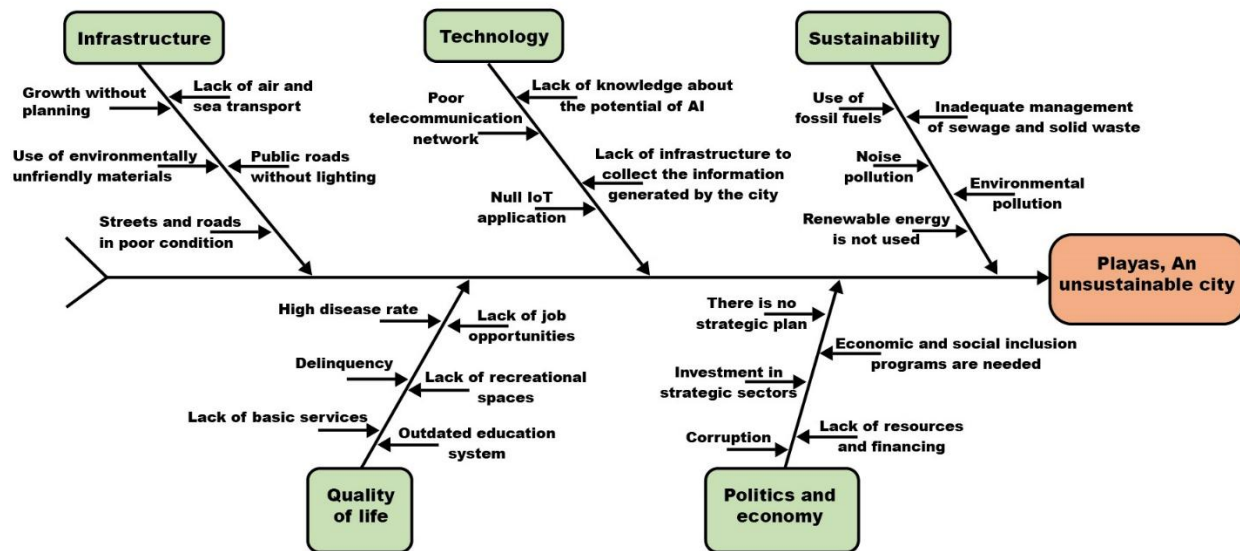 Infrastructure
Technology
Sustainability
Growth without
planning
Lack of air and
sea transport
Use of environmentally
unfriendly materials
Public roads
without lighting
Streets and roads
in poor condition
Lack of knowledge about
the potential of AI
Poor
telecommunication
network
Lack of infrastructure to
collect the information
generated by the city
Null IoT
application
Use of
fossil fuels
Inadequate management
of sewage and solid waste
Noise
pollution
Environmental
pollution
Renewable energy
is not used
Playas, An
unsustainable city
High disease rate
Lack of job
opportunities
Delinquency
Lack of recreational
spaces
Lack of basic services
Outdated education
system
Quality
of life
There is no
strategic plan
Economic and social inclusion
programs are needed
Investment in
strategic sectors
Corruption
Lack of resources
and financing
Politics and
economy